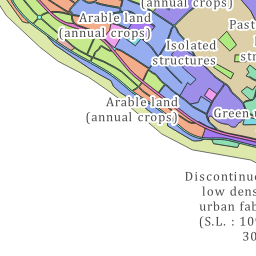 (annual crops)
Arable land
(annual crops)
Past
Isolated
structures
st
Arable land
(annual crops)
Green
Discontinu
low dens
urban fab
(S.L. : 10
30